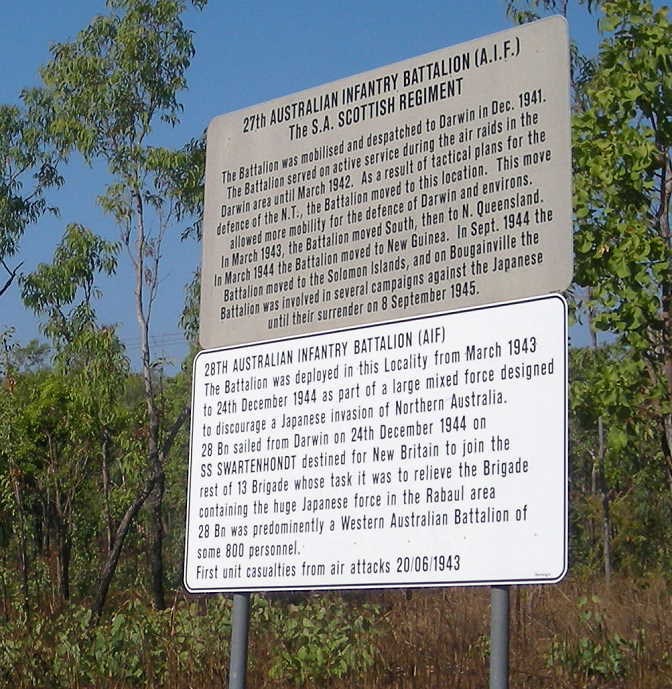 27th AUSTRALIAN INFANTRY BATTALION (A.I.F.)
The S.A. SCOTTISH REGIMENT
The Battalion was mobilised and despatched to Darwin in Dec. 1941.
The Battalion served on active service during the air raids in the
Darwin area until March 1942. As a result of tactical plans for the
defence of the N.T., the Battalion moved to this location. This move
allowed more mobility for the defence of Darwin and environs.
In March 1943, the Battalion moved South, then to N. Queensland.
In March 1944 the Battalion moved to New Guinea. In Sept. 1944 the
Battalion moved to the Solomon Islands, and on Bougainville the
Battalion was involved in several campaigns against the Japanese
until their surrender on 8 September 1945.
28TH AUSTRALIAN INFANTRY BATTALION (AIF)
The Battalion was deployed in this Locality from March 1943
to 24th December 1944 as part of a large mixed force designed
to discourage a Japanese invasion of Northern Australia.
28 Bn sailed from Darwin on 24th December 1944 on
SS SWARTENHONDT destined for New Britain to join the
rest of 13 Brigade whose task it was to relieve the Brigade
containing the huge Japanese force in the Rabaul area
28 Bn was predominently a Western Australian Battalion of
some 800 personnel.
First unit casualties from air attacks 20/06/1943